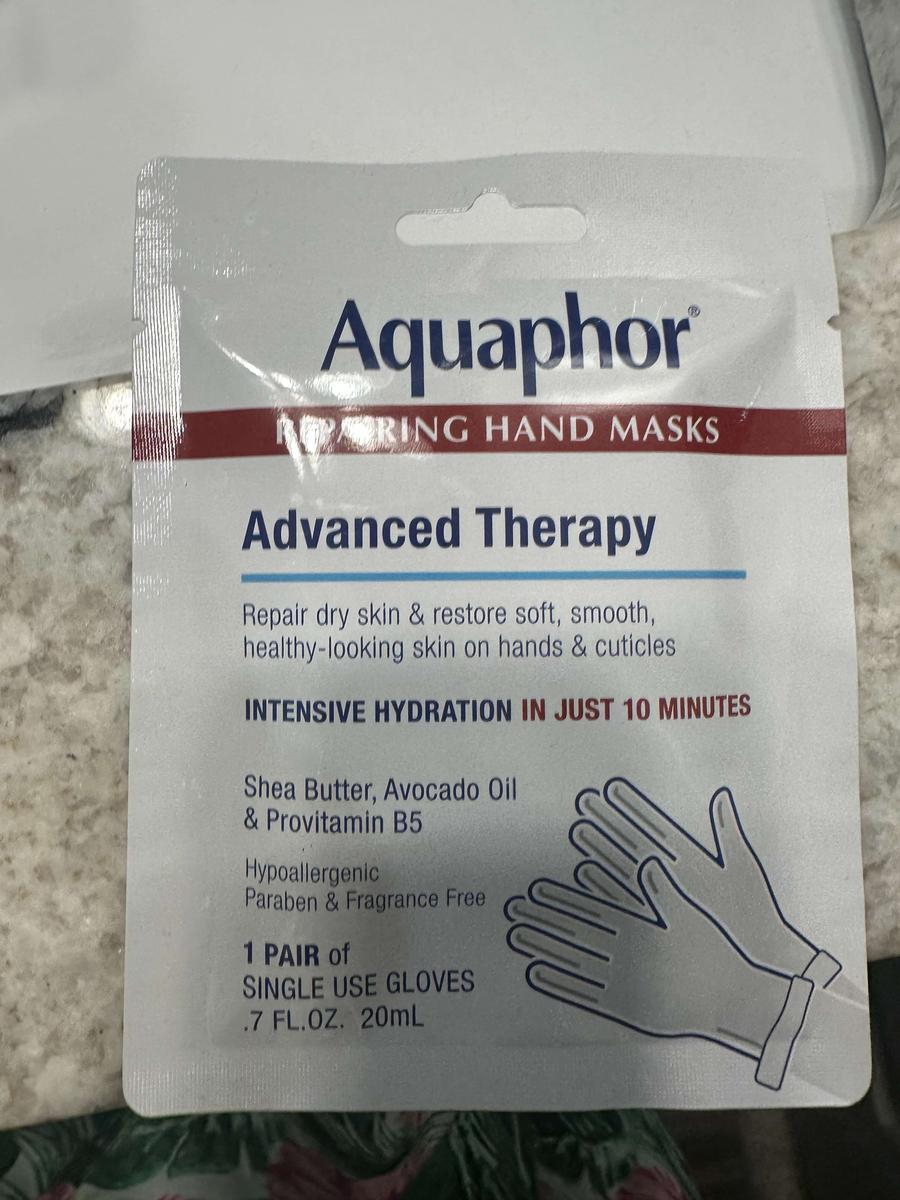 Aquaphor®
REPAIRING HAND MASKS
Advanced Therapy
Repair dry skin & restore soft, smooth,
healthy-looking skin on hands & cuticles
INTENSIVE HYDRATION IN JUST 10 MINUTES
Shea Butter, Avocado Oil
& Provitamin B5
Hypoallergenic
Paraben & Fragrance Free
1 PAIR of
SINGLE USE GLOVES
.7 FL.OZ. 20mL